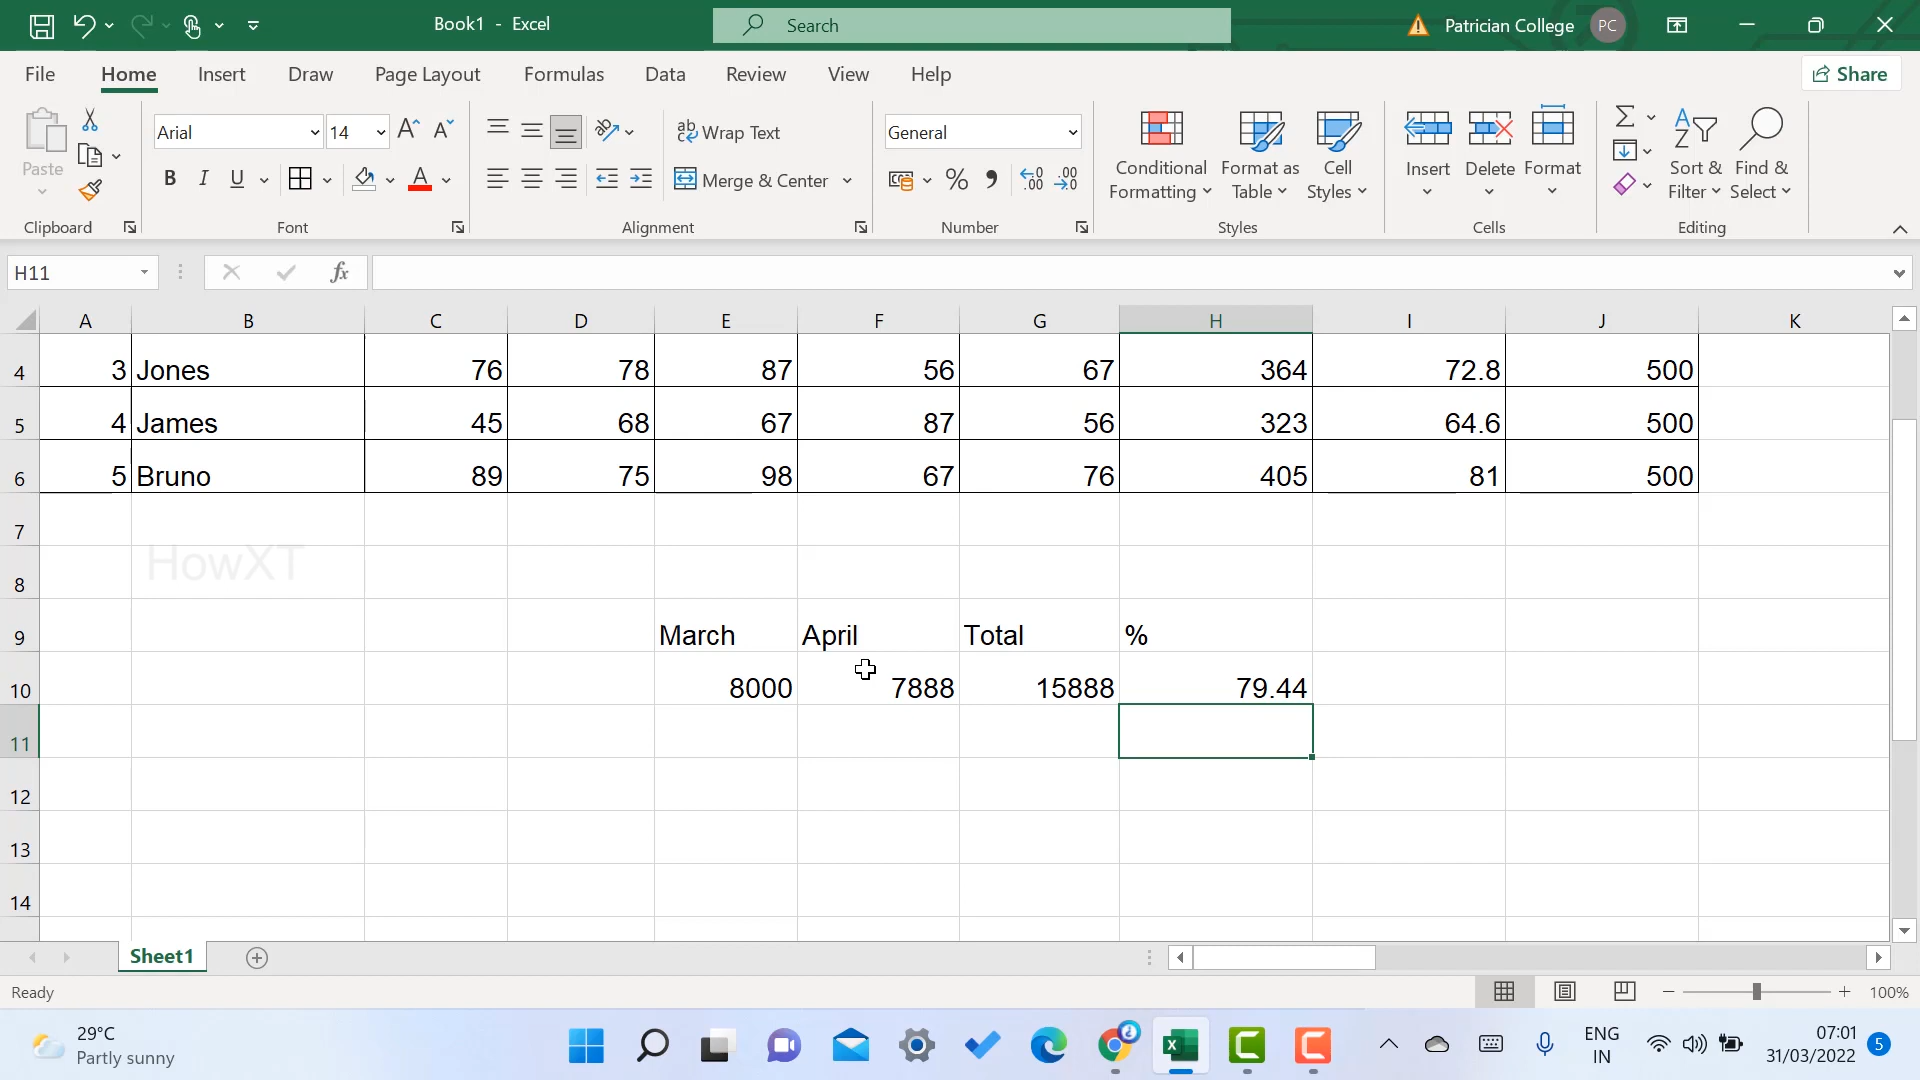 Book1 - Excel
Search
Patrician College
PC
File Home Insert Draw Page Layout Formulas Data Review View Help
Share
Paste
Clipboard
Arial 14
B I U A
Font
Wrap Text
Merge & Center
Alignment
General
% , .00 .00
Number
Conditional Formatting
Format as Table
Cell Styles
Styles
Insert Delete Format
Cells
Sort & Filter
Find & Select
Editing
H11 fx
A B C D E F G H I J K
4 3 Jones 76 78 87 56 67 364 72.8 500
5 4 James 45 68 67 87 56 323 64.6 500
6 5 Bruno 89 75 98 67 76 405 81 500
7
8 HowXT
9 March April Total %
10 8000 7888 15888 79.44
11
12
13
14
Sheet1
Ready
100%
29°C
Partly sunny
ENG
IN
07:01
31/03/2022
5